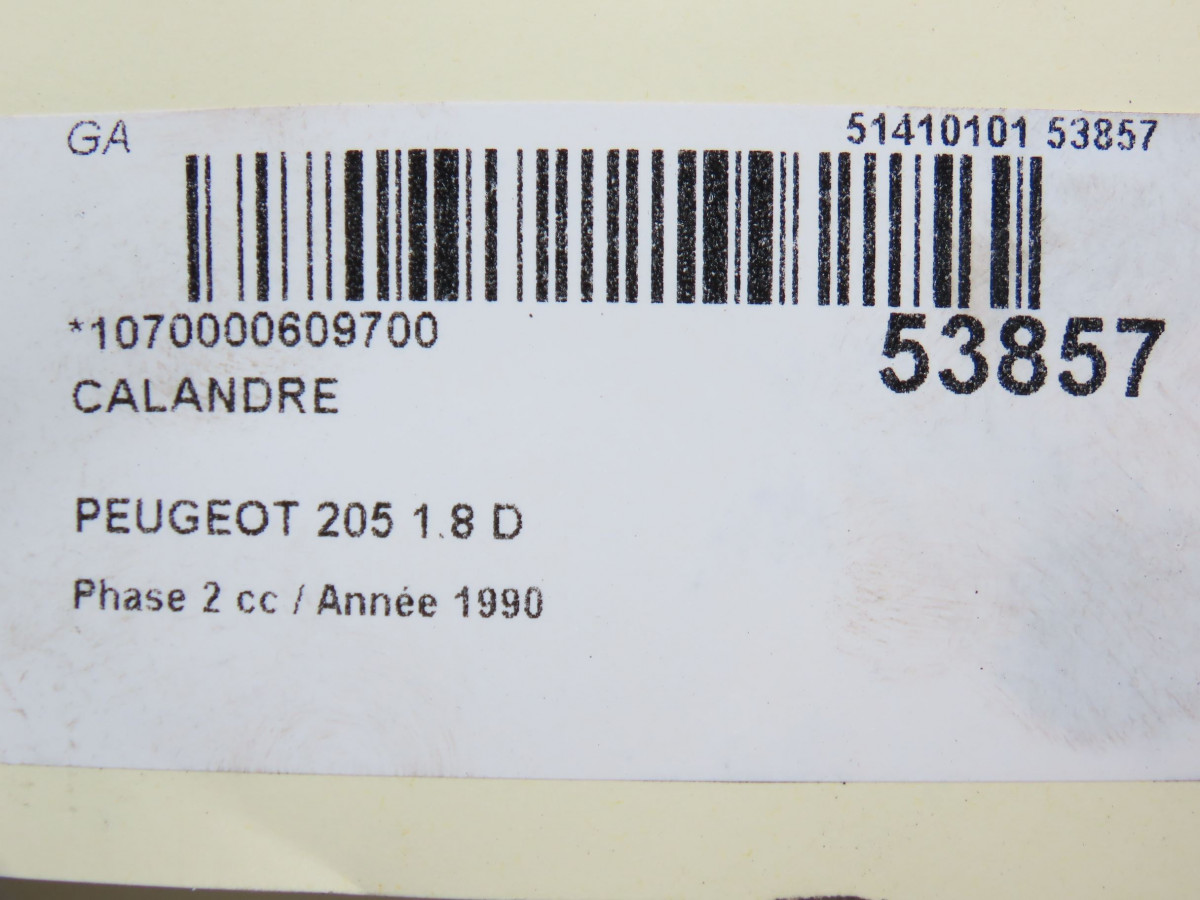 GA 51410101 53857
*1070000609700 53857
CALANDRE
PEUGEOT 205 1.8 D
Phase 2 cc / Année 1990